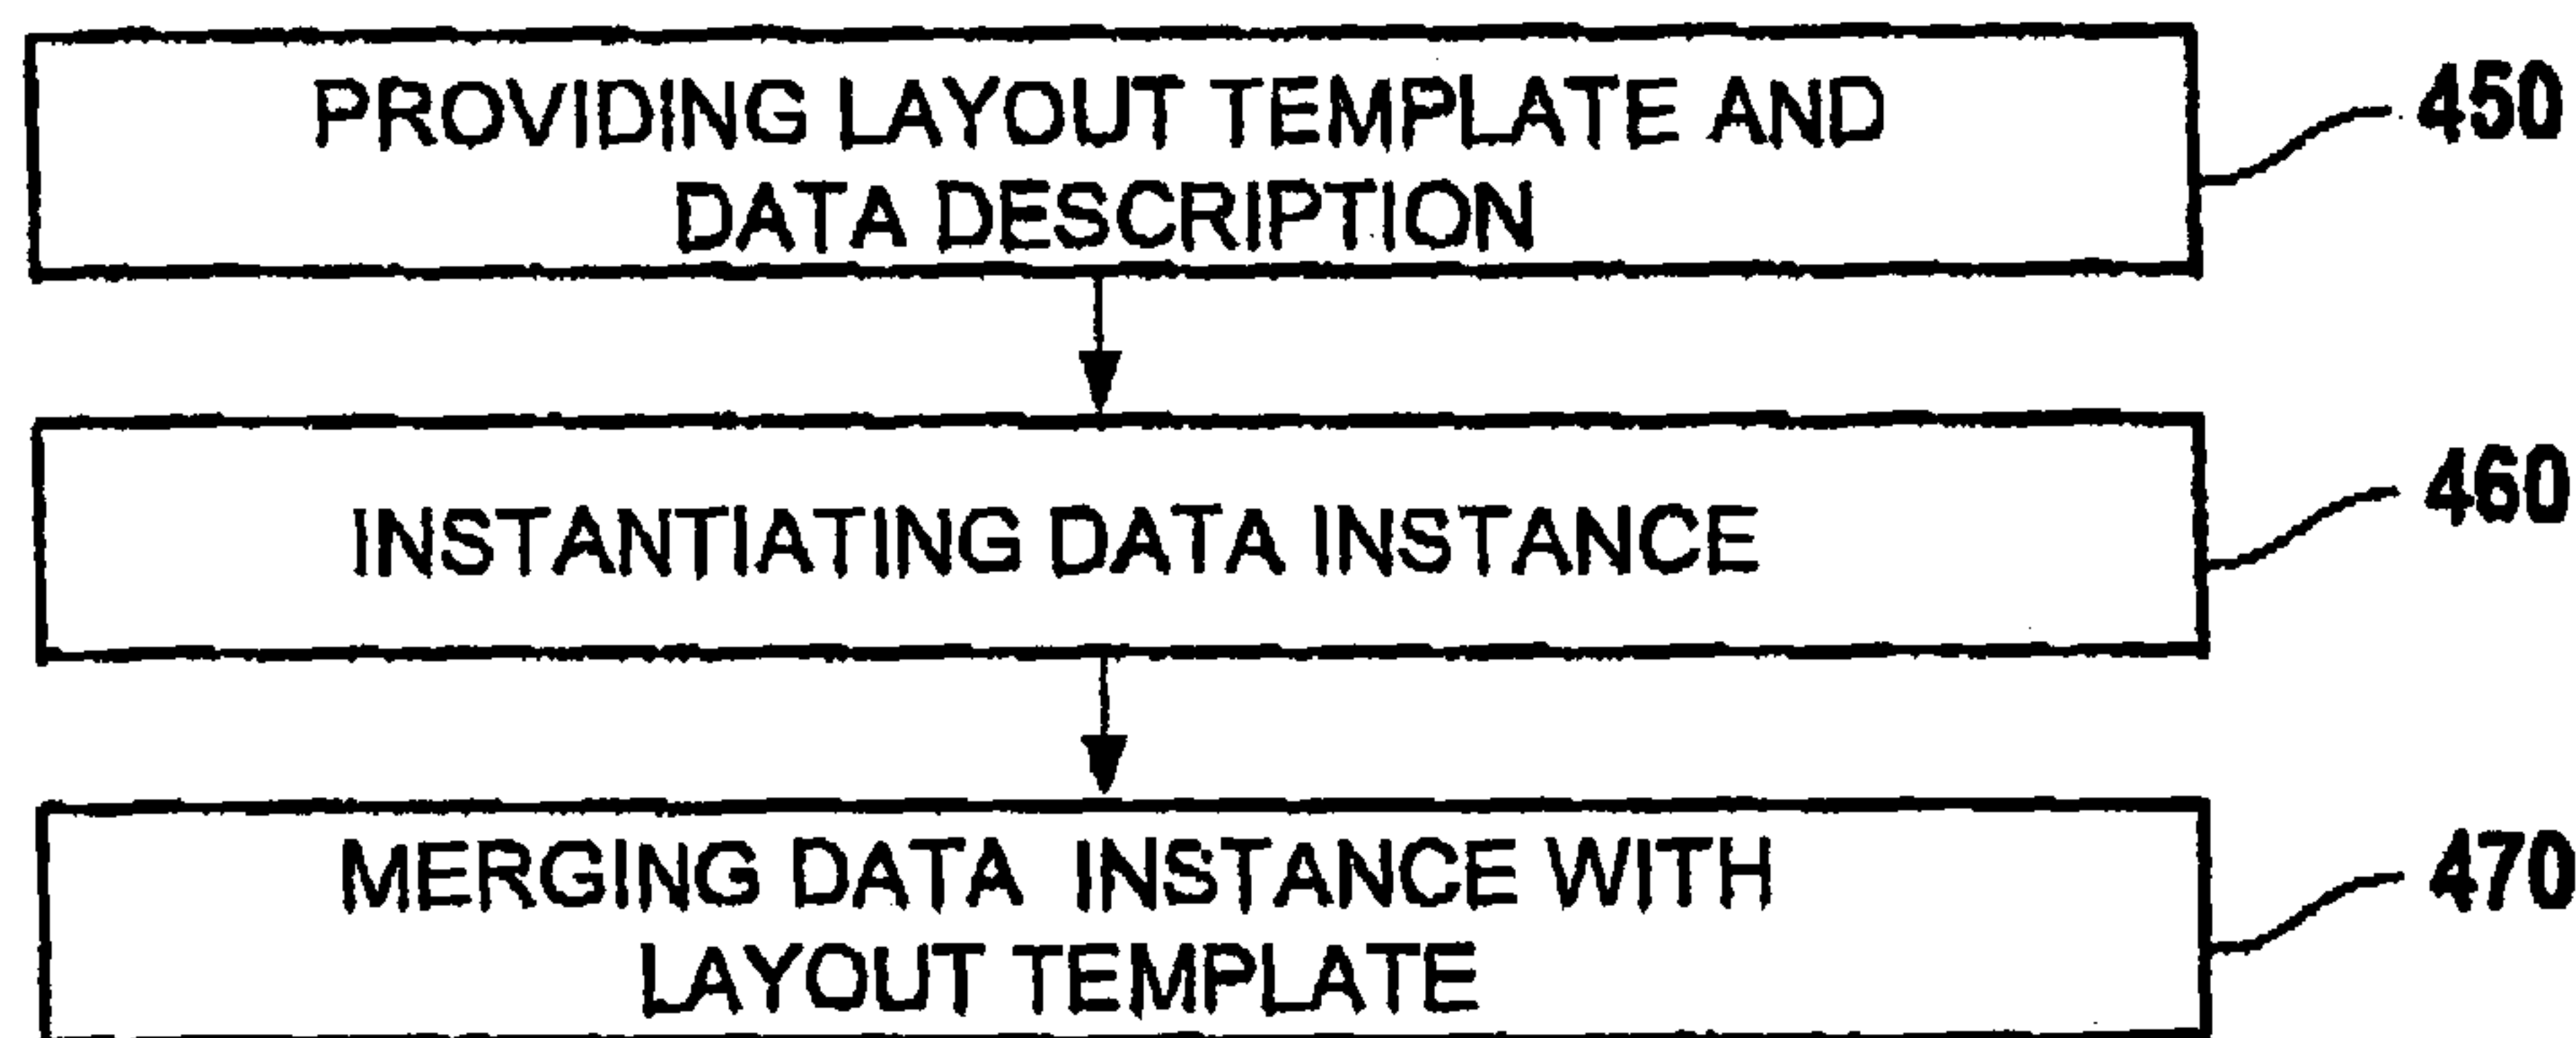 PROVIDING LAYOUT TEMPLATE AND
DATA DESCRIPTION
450
INSTANTIATING DATA INSTANCE
460
MERGING DATA INSTANCE WITH
LAYOUT TEMPLATE
470